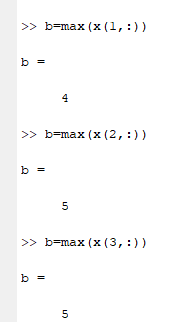 >> b=max(x(1,:))
b =
4
>> b=max(x(2,:))
b =
5
>> b=max(x(3,:))
b =
5